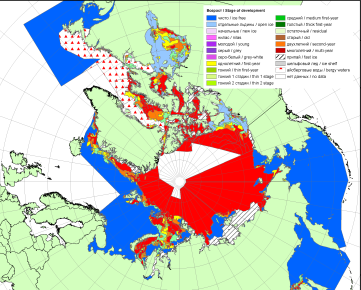 Возраст / Stage of development
чисто / ice free
отдельные льдины / open ice
начальные / new ice
нилас / nilas
молодой / young
серый / grey
серо-белый / grey-white
однолетний / first-year
тонкий / thin first-year
тонкий 1 стадии / thin 1 stage
тонкий 2 стадии / thin 2 stage
средний / medium first-year
толстый / thick first-year
остаточный / residual
старый / old
двухлетний / second-year
многолетний / multi-year
припай / fast ice
шельфовый лед / ice shelf
айсберговые воды / bergy waters
нет данных / no data